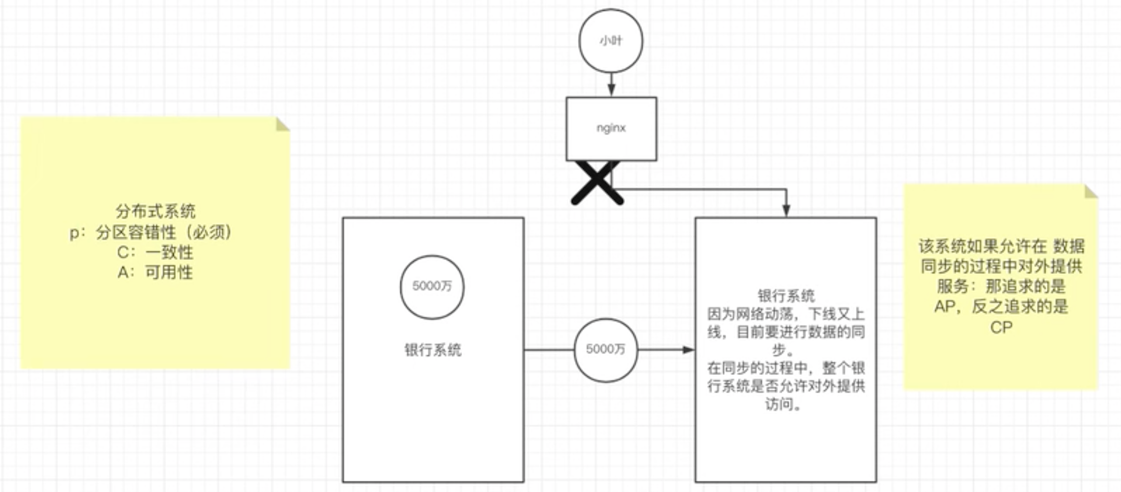 小叶
nginx
分布式系统
p：分区容错性（必须）
C：一致性
A：可用性
5000万
银行系统
5000万
银行系统
因为网络动荡，下线又上
线，目前要进行数据的同
步。
在同步的过程中，整个银
行系统是否允许对外提供
访问。
该系统如果允许在 数据
同步的过程中对外提供
服务：那追求的是
AP，反之追求的是
CP